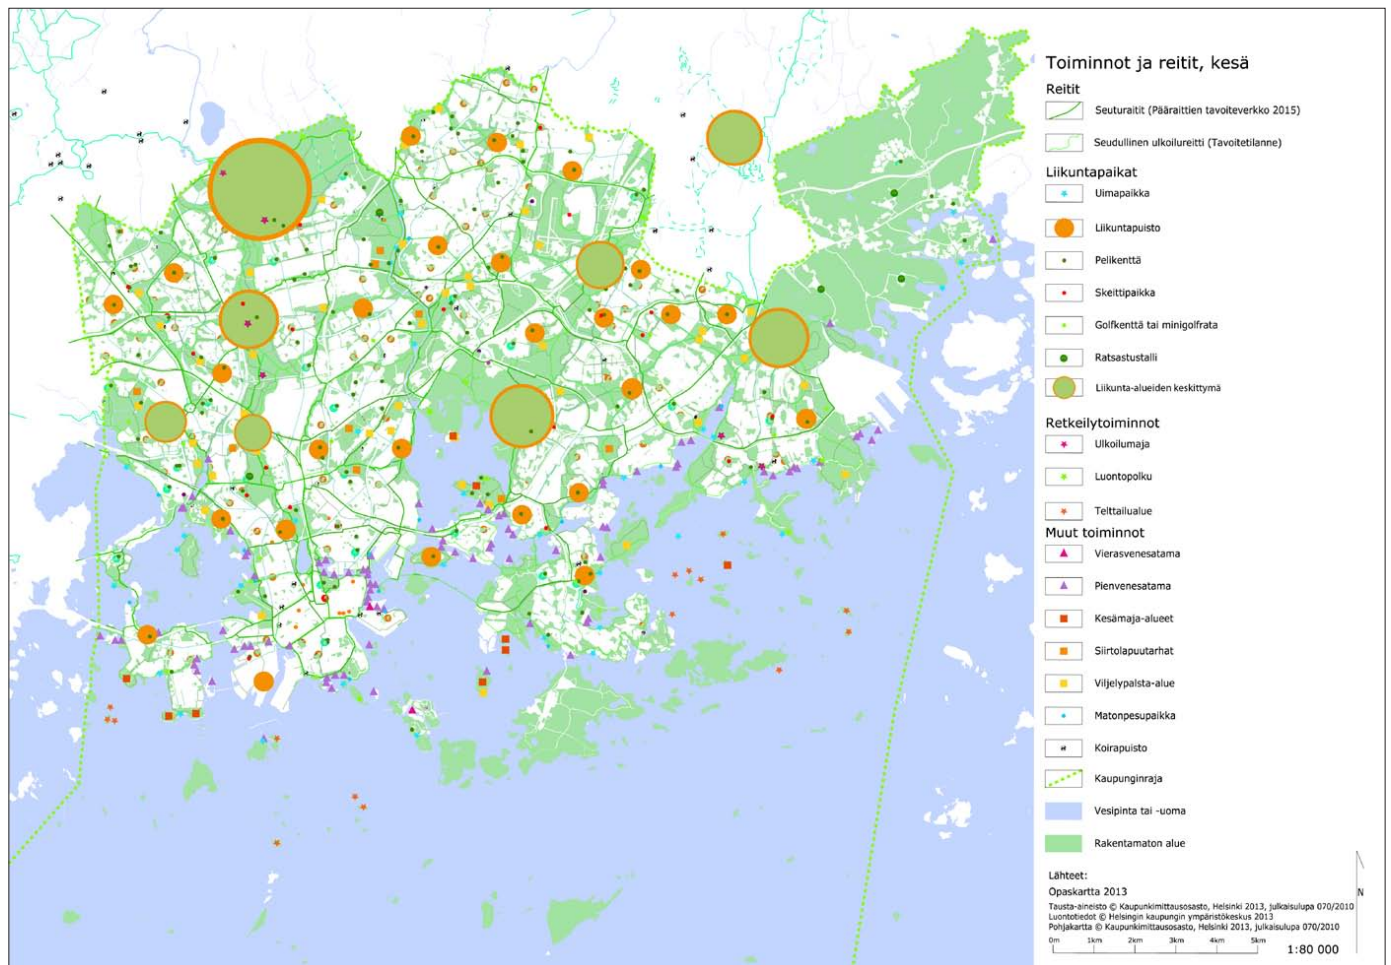 Toiminnot ja reitit, kesä
Reitit
Seuturaitit (Pääraittien tavoiteverkko 2015)
Seudullinen ulkoilureitti (Tavoitetilanne)
Liikuntapaikat
Uimapaikka
Liikuntapuisto
Pelikenttä
Skeittipaikka
Golfkenttä tai minigolfrata
Ratsastustalli
Liikunta-alueiden keskittymä
Retkeilytoiminnot
Ulkoilumaja
Luontopolku
Telttailualue
Muut toiminnot
Vierasvenesatama
Pienvenesatama
Kesämaja-alueet
Siirtolapuutarhat
Viljelypalsta-alue
Matonpesupaikka
Koirapuisto
Kaupunginraja
Vesipinta tai -uoma
Rakentamaton alue
Lähteet:
Opaskartta 2013
Tausta-aineisto © Kaupunkimittausosasto, Helsinki 2013, julkaisulupa 070/2010
Luontotiedot © Helsingin kaupungin ympäristökeskus 2013
Pohjakartta © Kaupunkimittausosasto, Helsinki 2013, julkaisulupa 070/2010
N
0m 1km 2km 3km 4km 5km
1:80 000